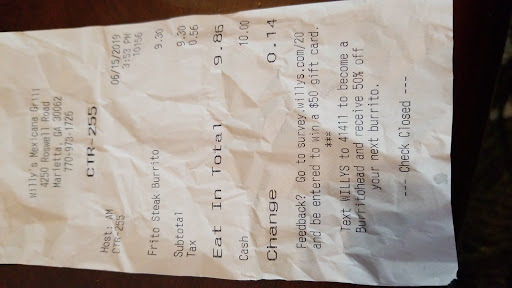 Willy's Mexicana Grill
4250 Roswell Road
Marietta, GA 30062
770-973-1725
CTR-255
Host: AM 06/15/2019
CTR-255 3:53 PM
10156
Frito Steak Burrito 9.30
Subtotal 9.30
Tax 0.56
Eat In Total 9.86
Cash 10.00
Change 0.14
Feedback? Go to survey.willys.com/20
and be entered to win a $50 gift card.
***
Text WILLYS to 41411 to become a
Burritohead and receive 50% off
your next burrito.
--- Check Closed ---